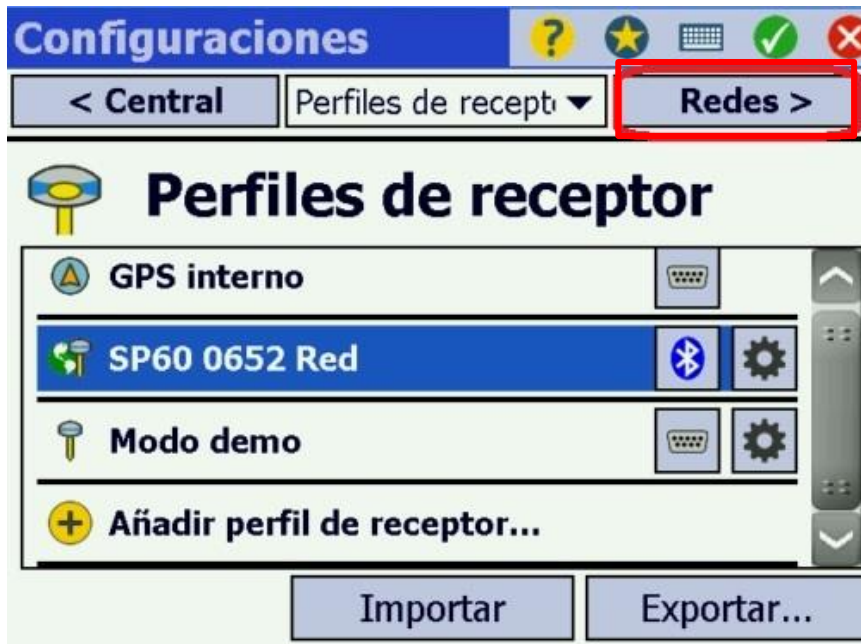 Configuraciones
< Central
Perfiles de recept
Redes >
Perfiles de receptor
GPS interno
SP60 0652 Red
Modo demo
Añadir perfil de receptor...
Importar
Exportar...